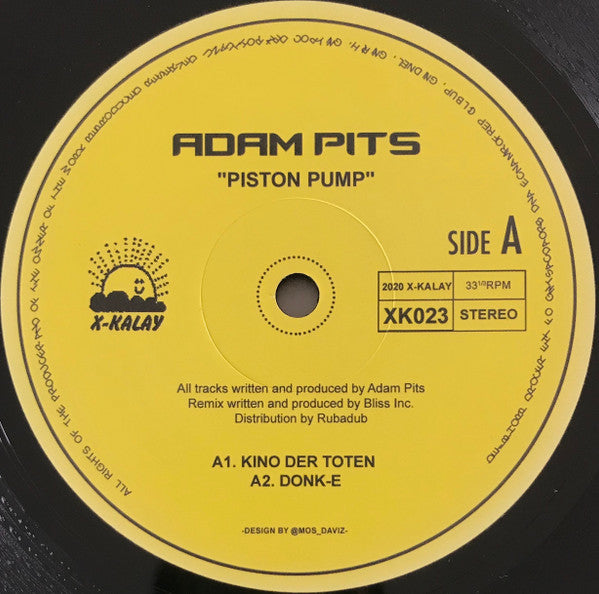 ADAM PITS
"PISTON PUMP"
SIDE A
X-KALAY
2020 X-KALAY
33 1/3 RPM
XK023
STEREO
All tracks written and produced by Adam Pits
Remix written and produced by Bliss Inc.
Distribution by Rubadub
A1. KINO DER TOTEN
A2. DONK-E
-DESIGN BY @MOS_DAVIZ-
ALL RIGHTS OF THE PRODUCER AND OF THE OWNER OF THE WORK